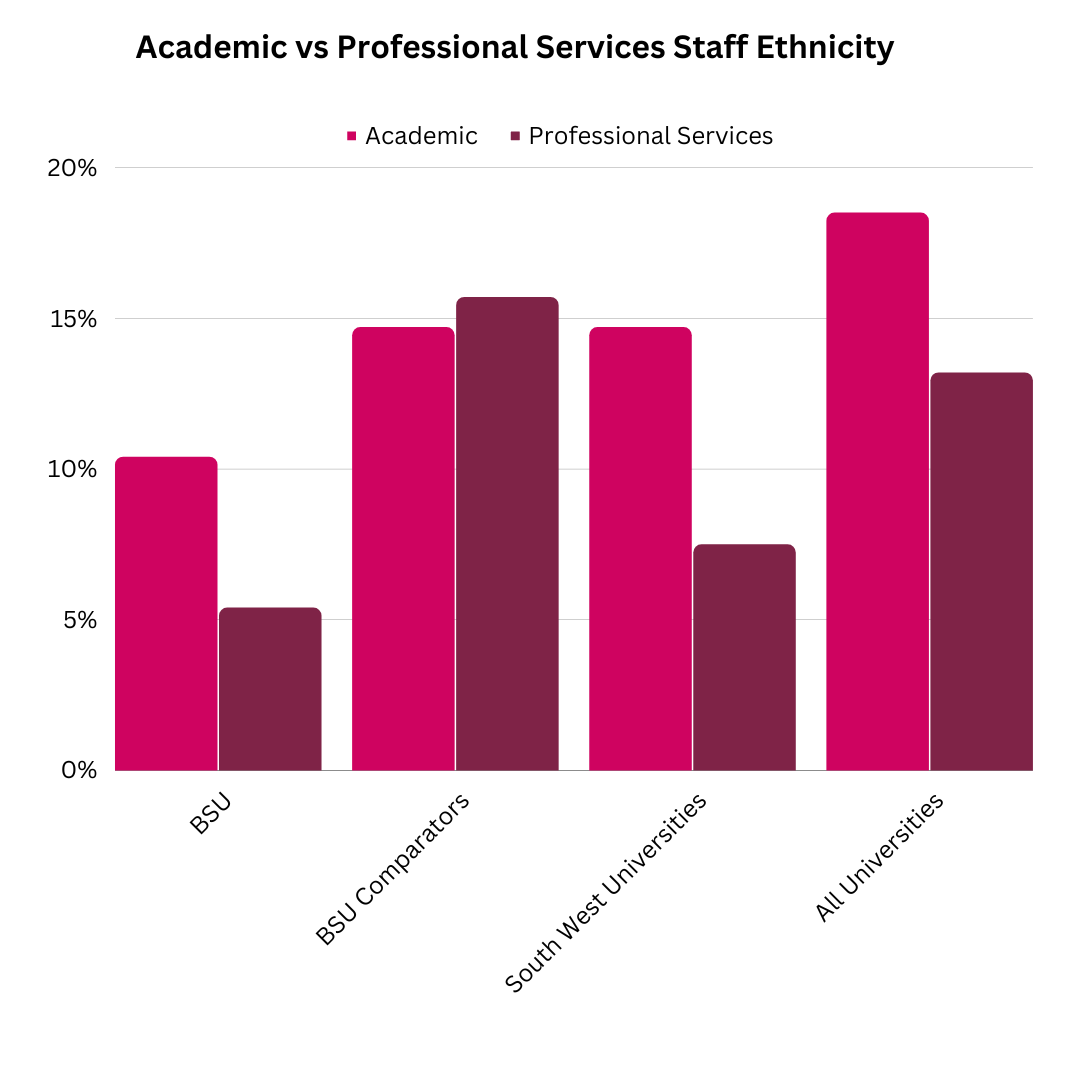 Academic vs Professional Services Staff Ethnicity
Academic Professional Services
20%
15%
10%
5%
0%
BSU
BSU Comparators
South West Universities
All Universities